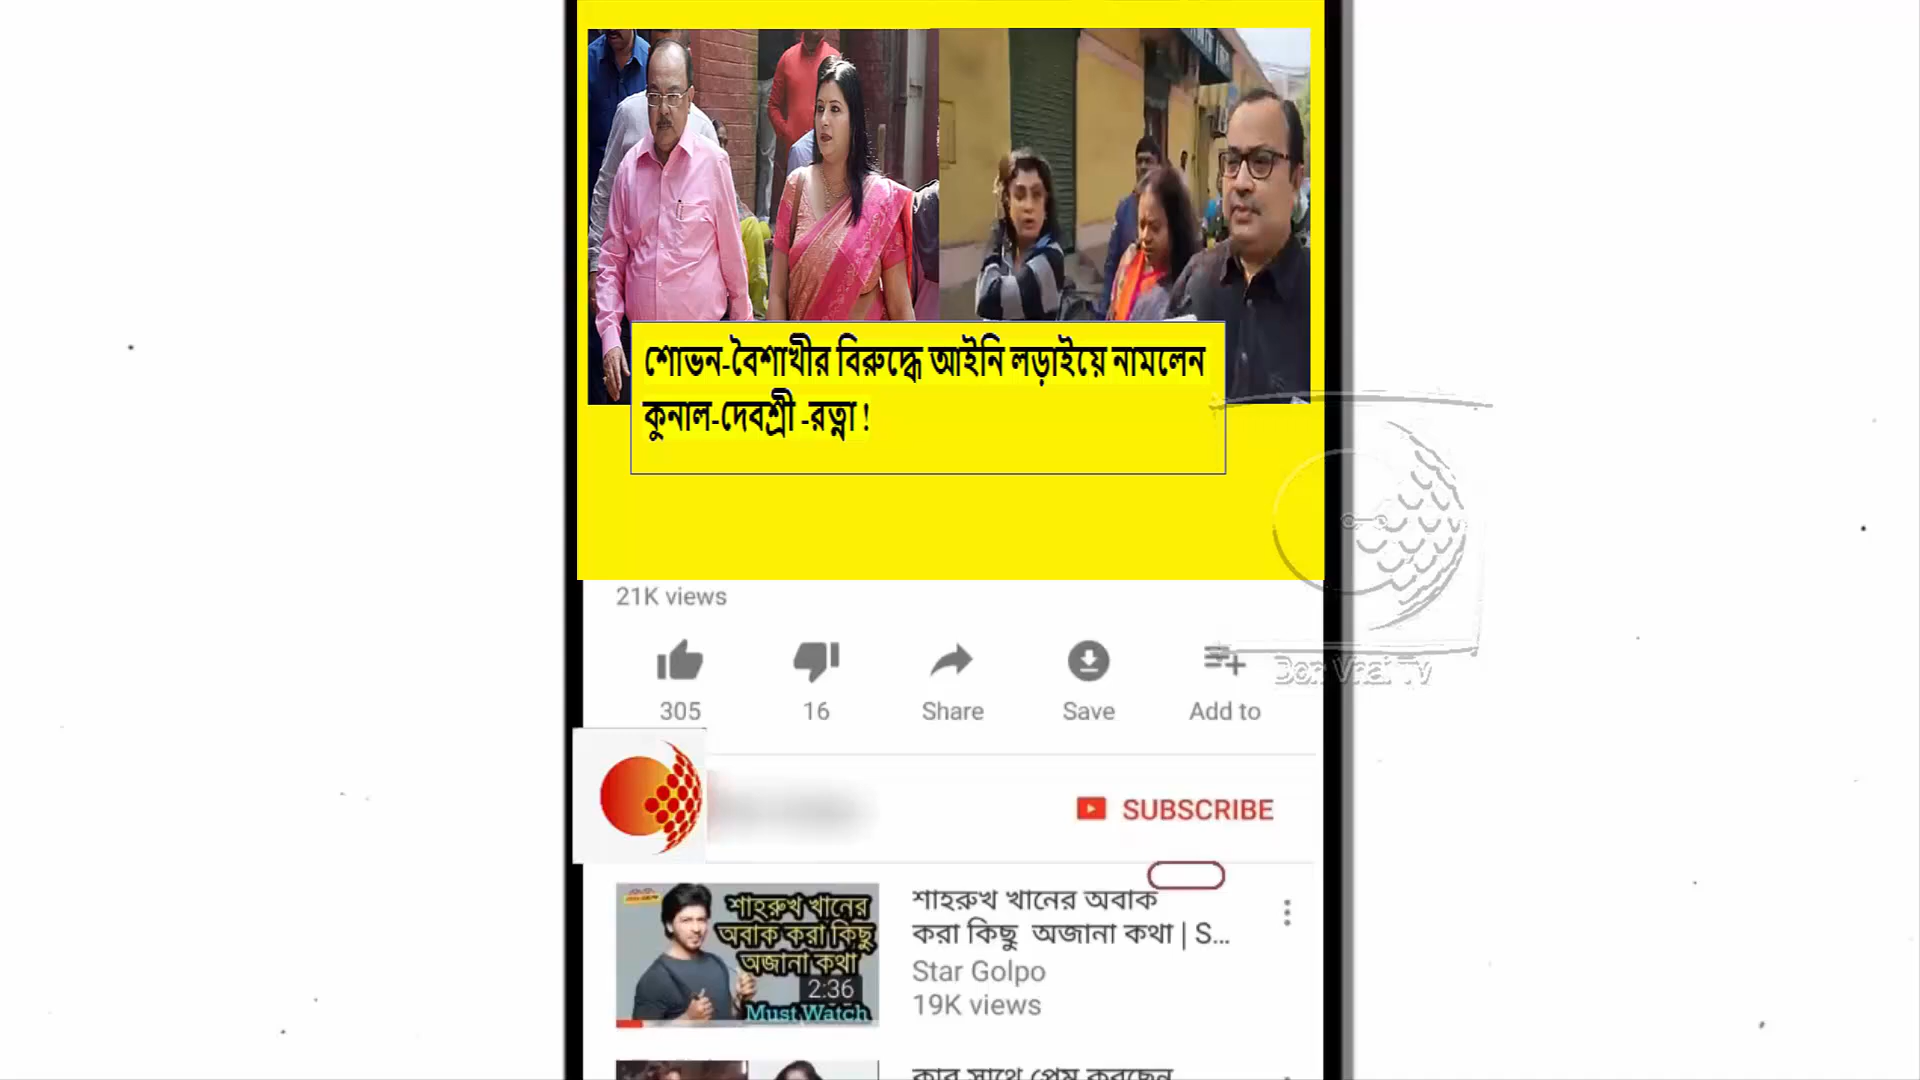 শোভন-বৈশাখীর বিরুদ্ধে আইনি লড়াইয়ে নামলেন
কুনাল-দেবশ্রী -রত্না !
21K views
305
16
Share
Save
Add to
SUBSCRIBE
শাহরুখ খানের
অবাক করা কিছু
অজানা কথা
2:36
Must Watch
শাহরুখ খানের অবাক
করা কিছু অজানা কথা | S...
Star Golpo
19K views
কার সাথে প্রেম করছেন